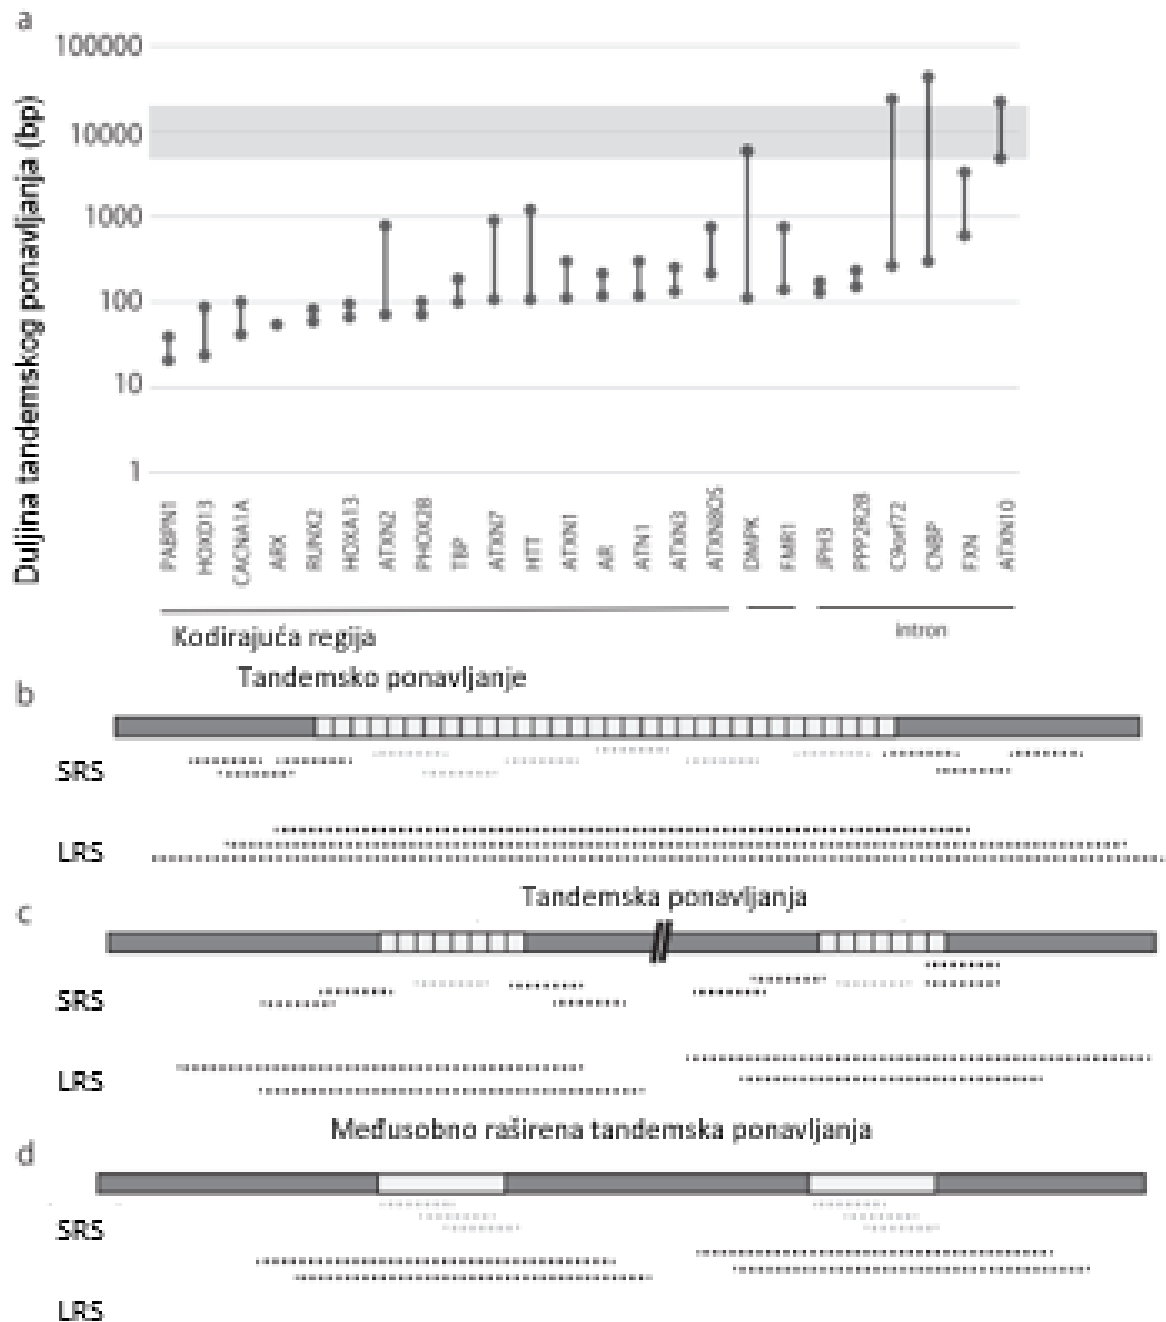 a
100000
10000
1000
100
10
1
Duljina tandemskog ponavljanja (bp)
PABPN1
HOXD13
CACNA1A
ARX
RUNX2
HOXA13
ATXN2
PHOX2B
TBP
ATXN7
HTT
ATXN1
AR
ATN1
ATXN3
ATXN8OS
DMPK
FMR1
JPH3
PPP2R2B
C9orf72
CNBP
FXN
ATXN10
Kodirajuća regija
intron
b
Tandemsko ponavljanje
SRS
LRS
c
Tandemska ponavljanja
SRS
LRS
d
Međusobno raširena tandemska ponavljanja
SRS
LRS